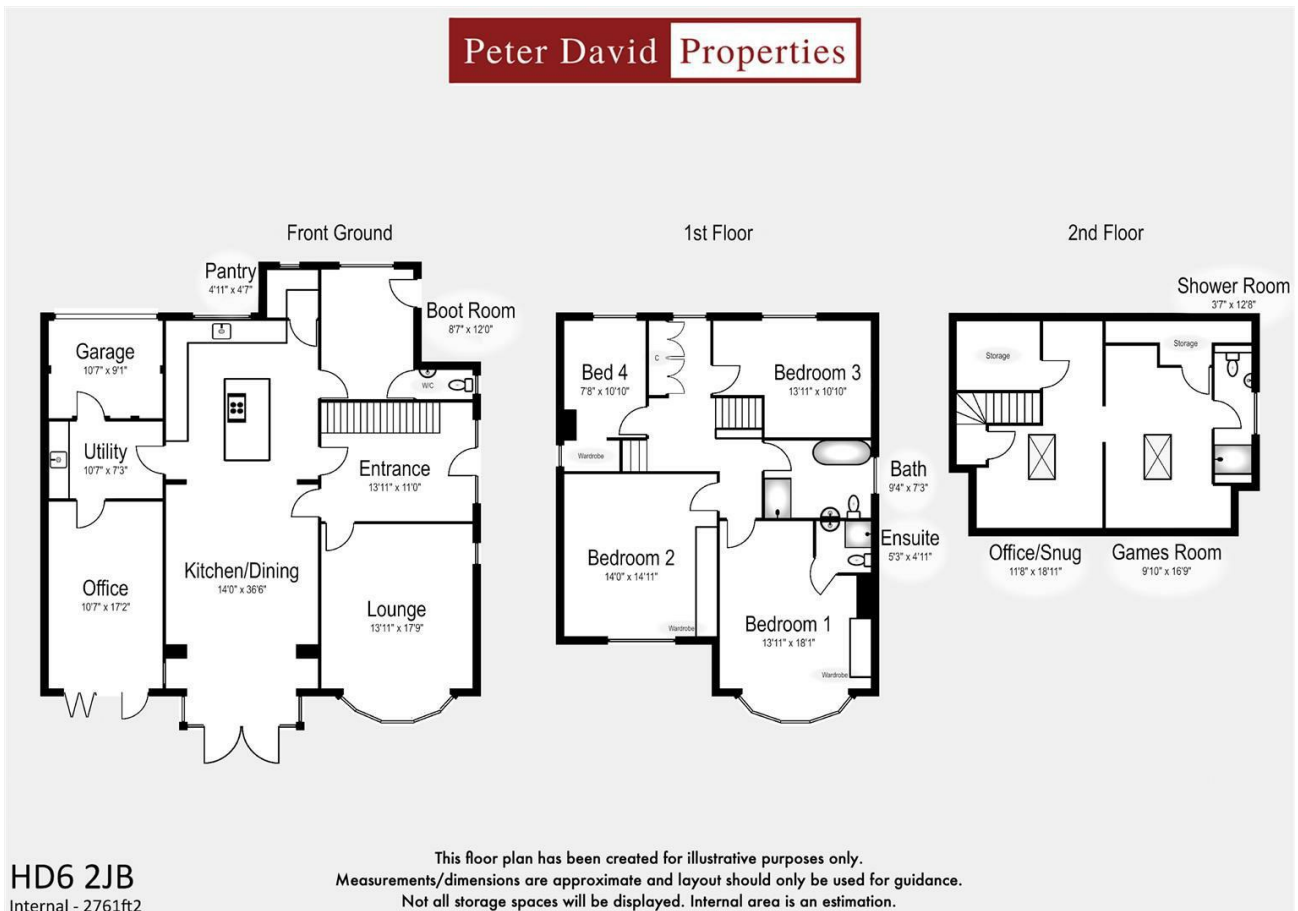 Peter David Properties
Front Ground
1st Floor
2nd Floor
Pantry
4'11" x 4'7"
Boot Room
8'7" x 12'0"
Garage
10'7" x 9'1"
W/C
Utility
10'7" x 7'3"
Entrance
13'11" x 11'0"
Kitchen/Dining
14'0" x 36'6"
Office
10'7" x 17'2"
Lounge
13'11" x 17'9"
Bed 4
7'8" x 10'10"
C
Bedroom 3
13'11" x 10'10"
Wardrobe
Bath
9'4" x 7'3"
Ensuite
5'3" x 4'11"
Bedroom 2
14'0" x 14'11"
Wardrobe
Bedroom 1
13'11" x 18'1"
Wardrobe
Shower Room
3'7" x 12'8"
Storage
Storage
Office/Snug
11'8" x 18'11"
Games Room
9'10" x 16'9"
HD6 2JB
Internal - 2761ft2
This floor plan has been created for illustrative purposes only.
Measurements/dimensions are approximate and layout should only be used for guidance.
Not all storage spaces will be displayed. Internal area is an estimation.